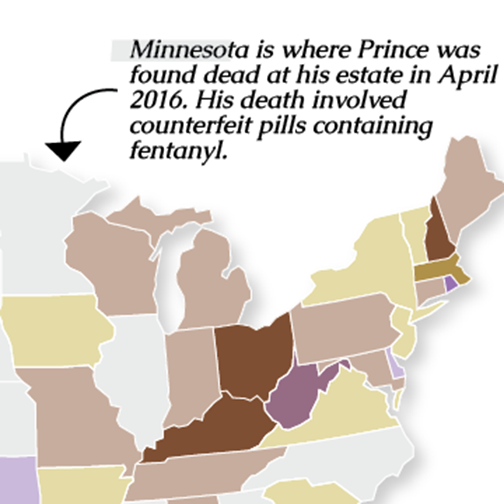 Minnesota is where Prince was
found dead at his estate in April
2016. His death involved
counterfeit pills containing
fentanyl.